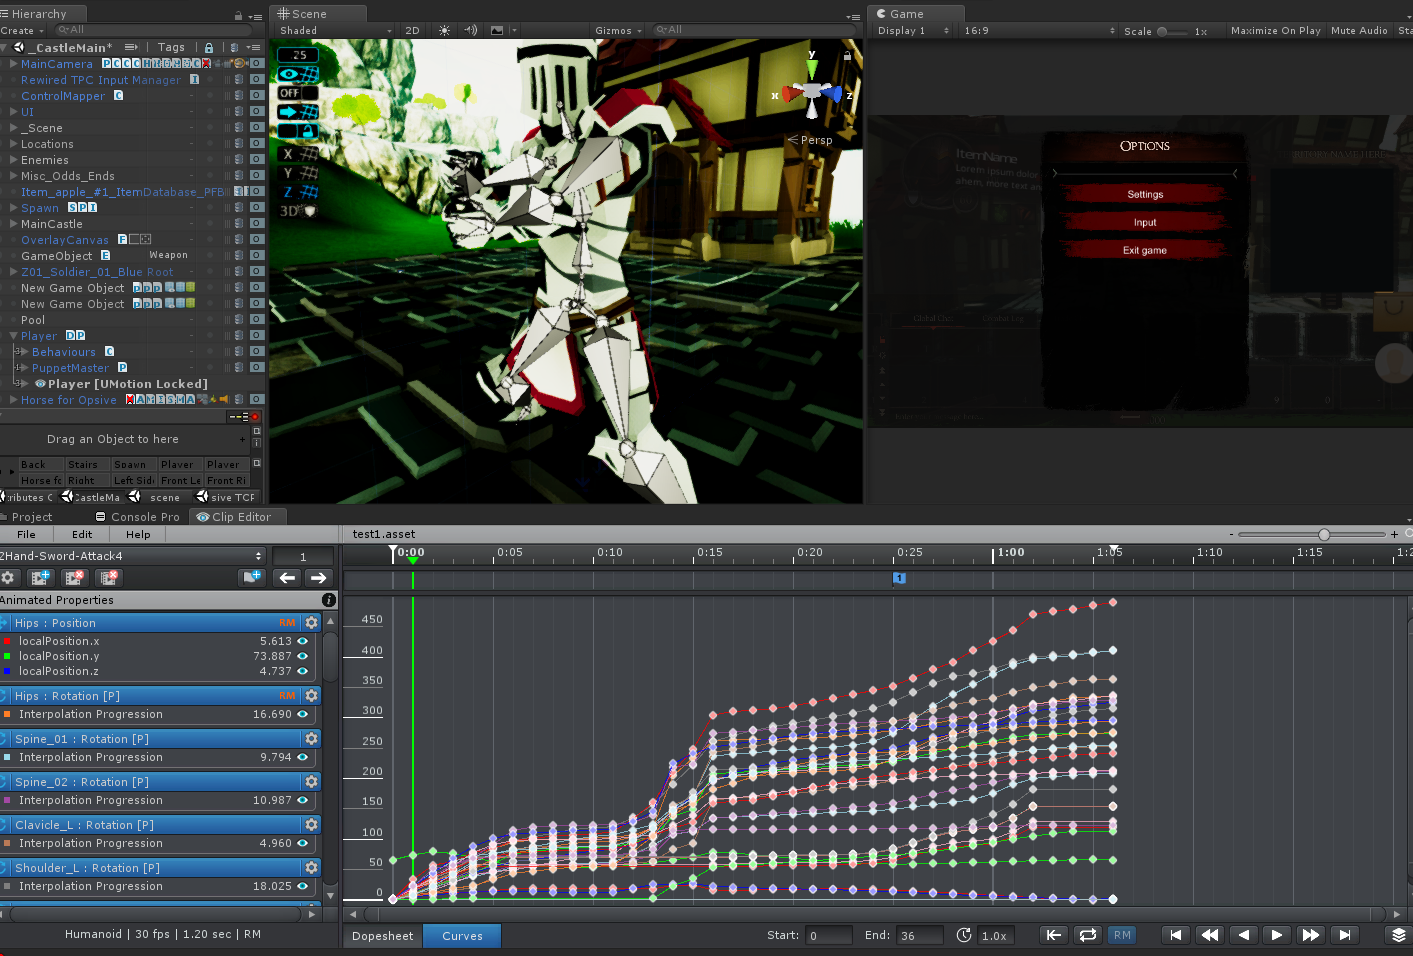 Hierarchy
Create
All
_CastleMain*
Tags
MainCamera
Rewired TPC Input Manager
I
ControlMapper
C
UI
_Scene
Locations
Enemies
Misc_Odds_Ends
Item_apple_#1_ItemDatabase_PFB
Spawn
S P I
MainCastle
OverlayCanvas
F
GameObject
E
Weapon
Z01_Soldier_01_Blue Root
New Game Object
New Game Object
Pool
Player
D P
Behaviours
C
PuppetMaster
P
Player [UMotion Locked]
Horse for Opsive
Drag an Object to here
Back
Stairs
Spawn
Player
Player
Horse fc
Right
Left Side
Front Le
Front Ri
tributes C
CastleMa
scene
sive TCF
Scene
Shaded
2D
Gizmos
All
25
OFF
X
Y
Z
3D
y
x
z
Persp
Game
Display 1
16:9
Scale
1x
Maximize On Play
Mute Audio
Sta
ItemName
Options
Settings
Input
Exit game
Project
Console Pro
Clip Editor
File
Edit
Help
test1.asset
-
+
2Hand-Sword-Attack4
1
0:00
0:05
0:10
0:15
0:20
0:25
1:00
1:05
1:10
1:15
1:2
1
Animated Properties
Hips : Position
RM
localPosition.x
5.613
localPosition.y
73.887
localPosition.z
4.737
Hips : Rotation [P]
RM
Interpolation Progression
16.690
Spine_01 : Rotation [P]
Interpolation Progression
9.794
Spine_02 : Rotation [P]
Interpolation Progression
10.987
Clavicle_L : Rotation [P]
Interpolation Progression
4.960
Shoulder_L : Rotation [P]
Interpolation Progression
18.025
450
400
350
300
250
200
150
100
50
0
Humanoid | 30 fps | 1.20 sec | RM
Dopesheet
Curves
Start:
0
End:
36
1.0x
RM